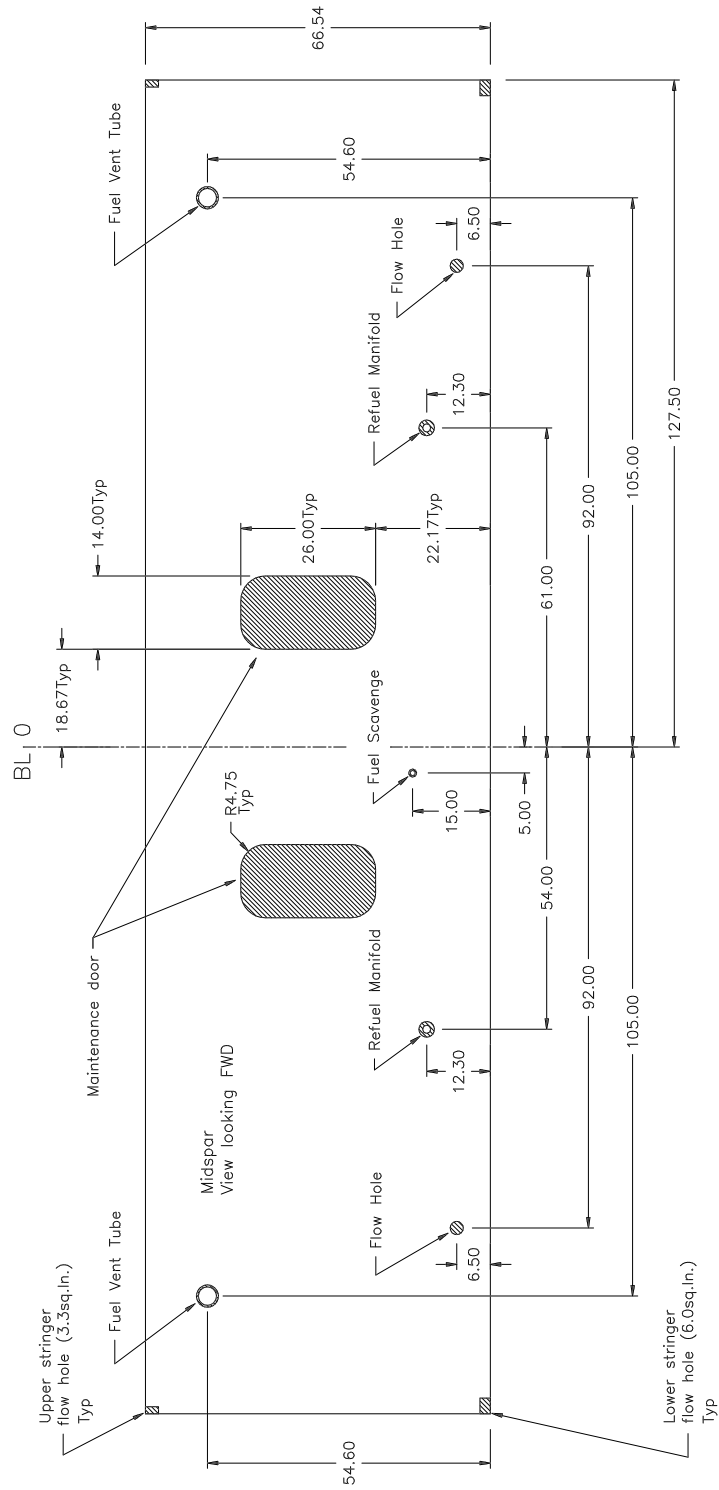 66.54
Fuel Vent Tube
54.60
Flow Hole
6.50
Refuel Manifold
12.30
14.00Typ
26.00Typ
22.17Typ
18.67Typ
BL 0
61.00
92.00
105.00
127.50
R4.75
Typ
Fuel Scavenge
15.00
5.00
Maintenance door
54.00
92.00
105.00
Refuel Manifold
12.30
Midspar
View looking FWD
Flow Hole
6.50
Fuel Vent Tube
Upper stringer
flow hole (3.3sq.In.)
Typ
54.60
Lower stringer
flow hole (6.0sq.In.)
Typ